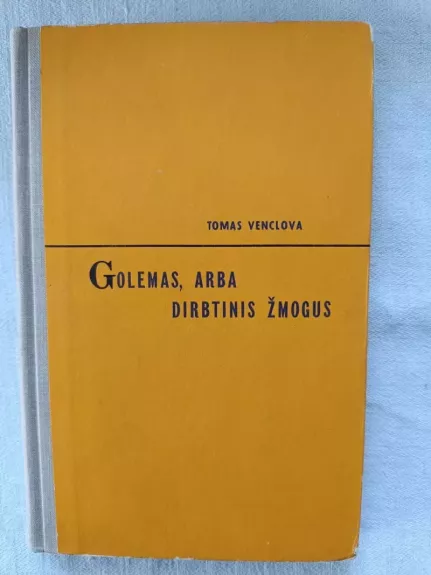 TOMAS VENCLOVA
GOLEMAS, ARBA
DIRBTINIS ŽMOGUS